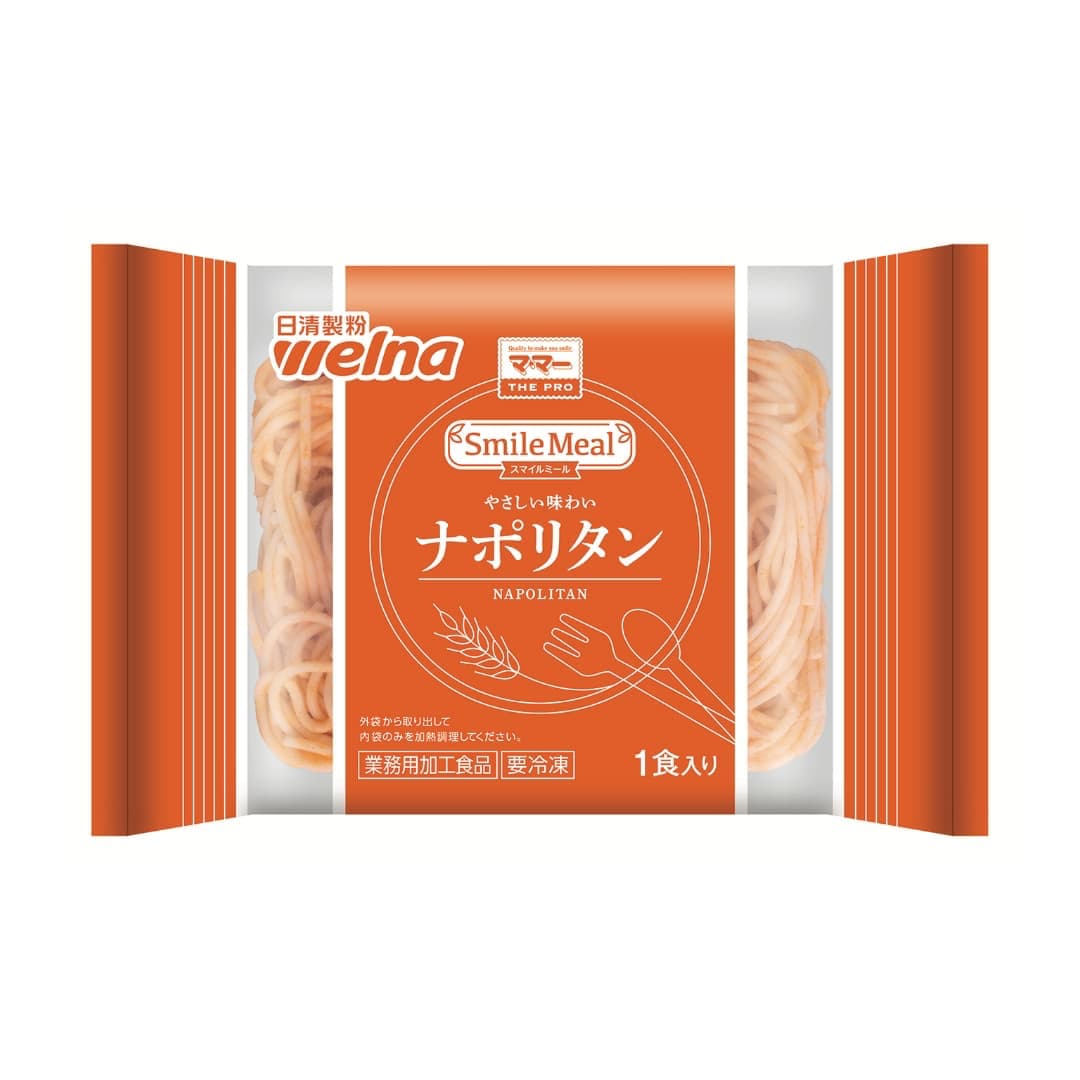 日清製粉
Welna
Quality to make you smile
マ・マー
THE PRO
Smile Meal
スマイルミール
やさしい味わい
ナポリタン
NAPOLITAN
外袋から取り出して
内袋のみを加熱調理してください。
業務用加工食品 要冷凍
1食入り